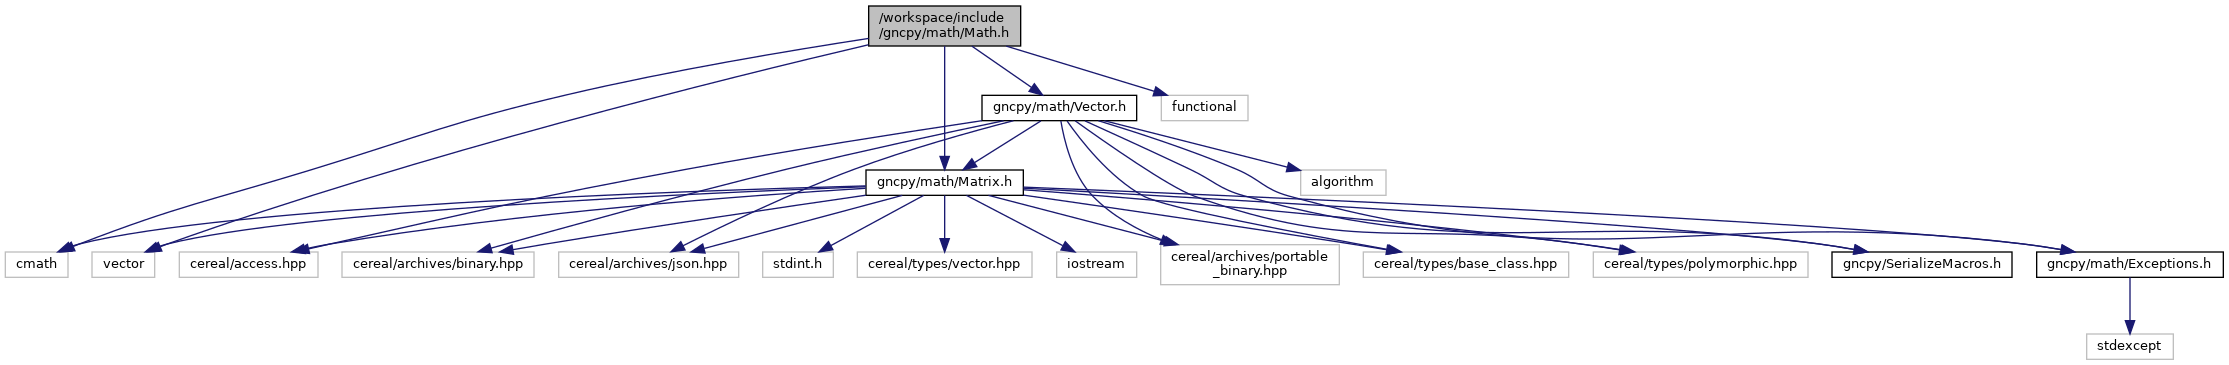 /workspace/include
/gncpy/math/Math.h
gncpy/math/Vector.h
functional
gncpy/math/Matrix.h
algorithm
cmath
vector
cereal/access.hpp
cereal/archives/binary.hpp
cereal/archives/json.hpp
stdint.h
cereal/types/vector.hpp
iostream
cereal/archives/portable
_binary.hpp
cereal/types/base_class.hpp
cereal/types/polymorphic.hpp
gncpy/SerializeMacros.h
gncpy/math/Exceptions.h
stdexcept